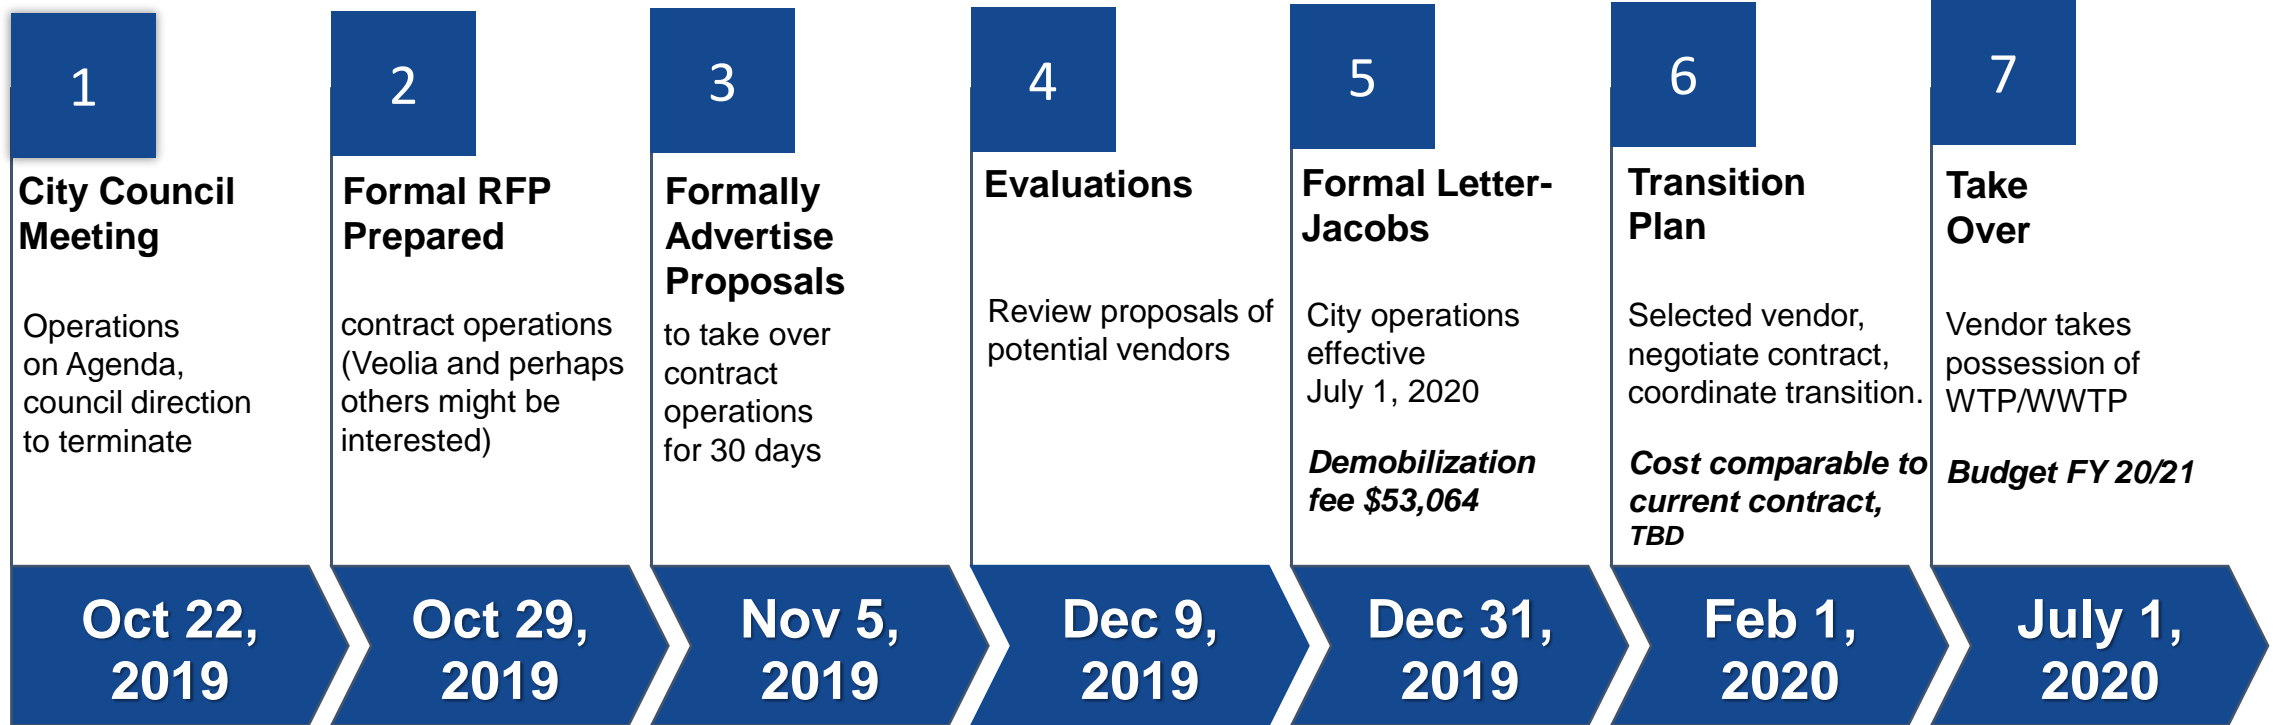 1
City Council
Meeting
Operations
on Agenda,
council direction
to terminate
Oct 22,
2019
2
Formal RFP
Prepared
contract operations
(Veolia and perhaps
others might be
interested)
Oct 29,
2019
3
Formally
Advertise
Proposals
to take over
contract
operations
for 30 days
Nov 5,
2019
4
Evaluations
Review proposals of
potential vendors
Dec 9,
2019
5
Formal Letter-
Jacobs
City operations
effective
July 1, 2020
Demobilization
fee $53,064
Dec 31,
2019
6
Transition
Plan
Selected vendor,
negotiate contract,
coordinate transition.
Cost comparable to
current contract,
TBD
Feb 1,
2020
7
Take
Over
Vendor takes
possession of
WTP/WWTP
Budget FY 20/21
July 1,
2020